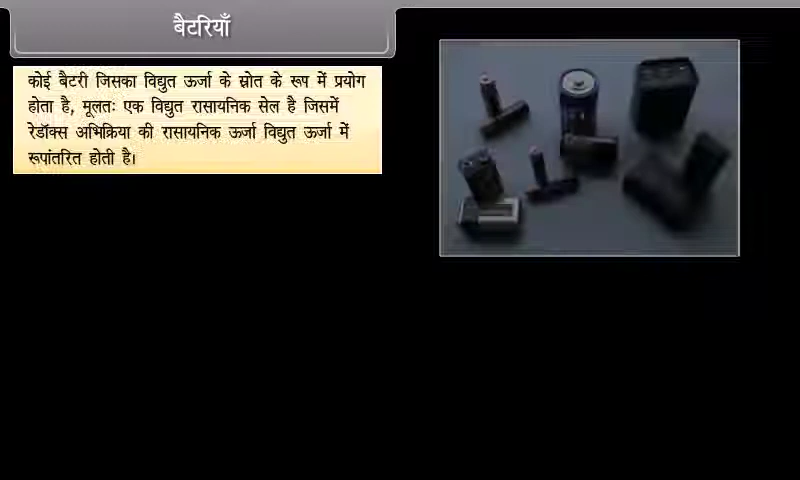 बैटरियाँ
कोई बैटरी जिसका विद्युत ऊर्जा के स्रोत के रूप में प्रयोग
होता है, मूलतः एक विद्युत रासायनिक सेल है जिसमें
रेडॉक्स अभिक्रिया की रासायनिक ऊर्जा विद्युत ऊर्जा में
रूपांतरित होती है।